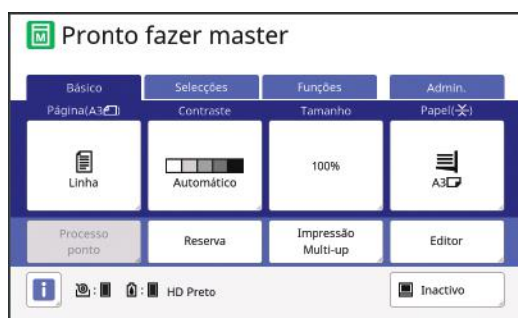 M Pronto fazer master
Básico Selecções Funções Admin.
Página(A3) Contraste Tamanho Papel()
Linha Automático 100% A3
Processo ponto Reserva Impressão Multi-up Editor
i : : HD Preto Inactivo